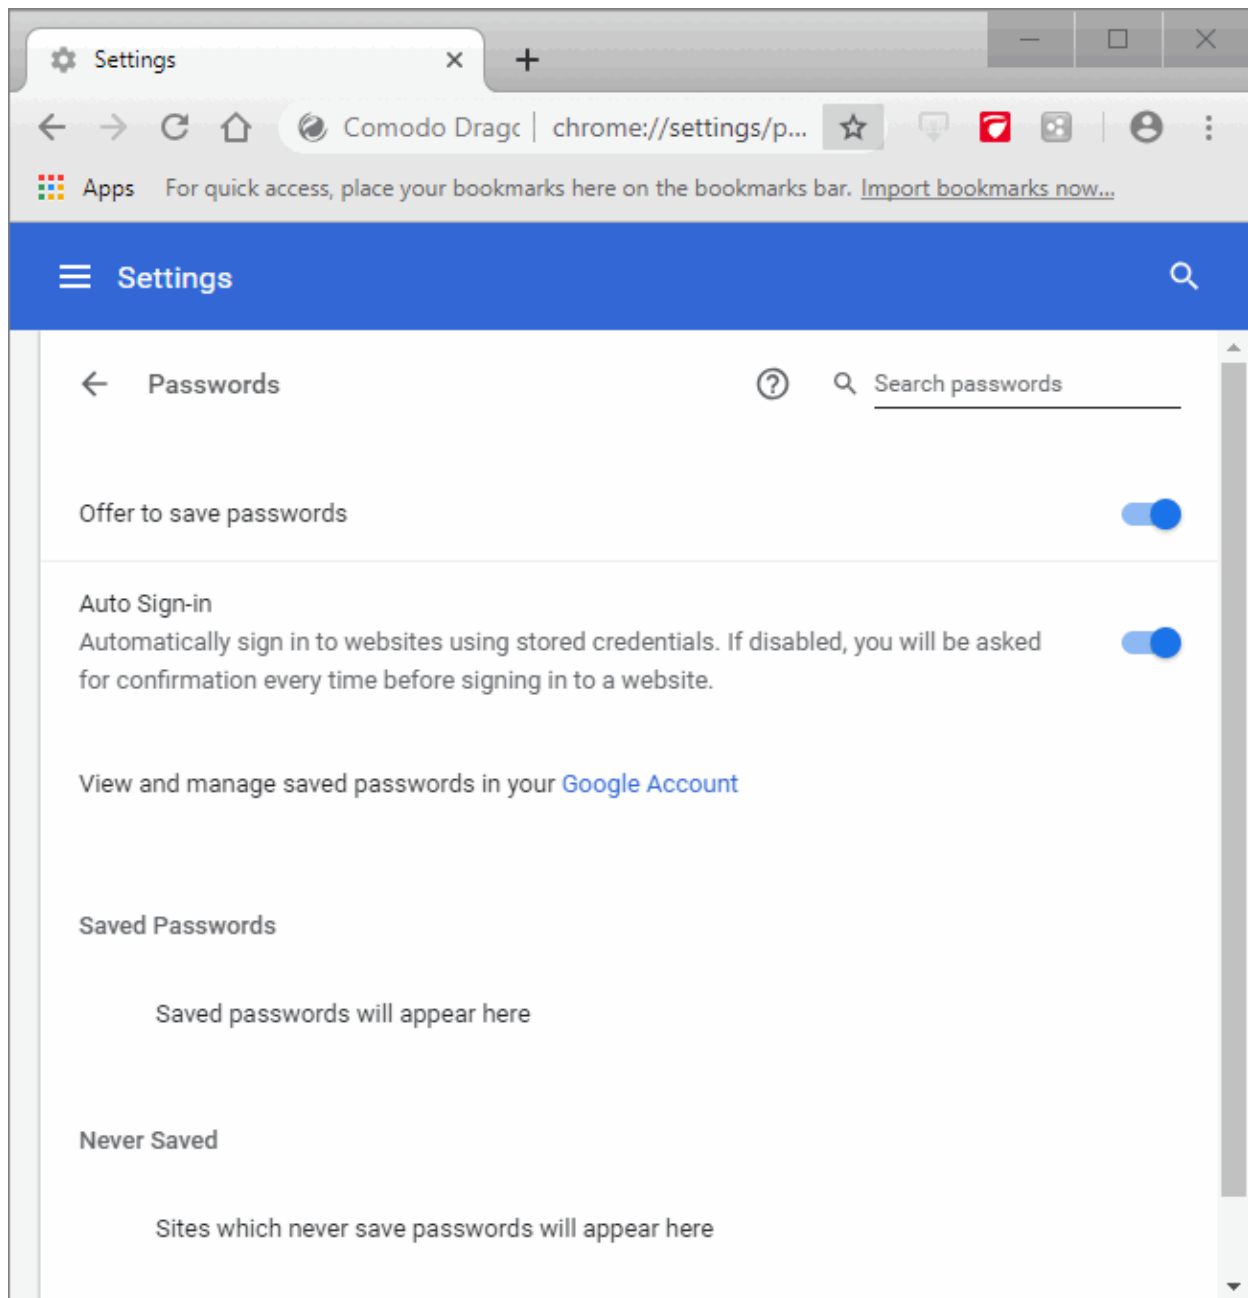 Settings
Comodo Drag chrome://settings/p...
Apps For quick access, place your bookmarks here on the bookmarks bar. Import bookmarks now...
Settings
Passwords Search passwords
Offer to save passwords
Auto Sign-in
Automatically sign in to websites using stored credentials. If disabled, you will be asked
for confirmation every time before signing in to a website.
View and manage saved passwords in your Google Account
Saved Passwords
Saved passwords will appear here
Never Saved
Sites which never save passwords will appear here